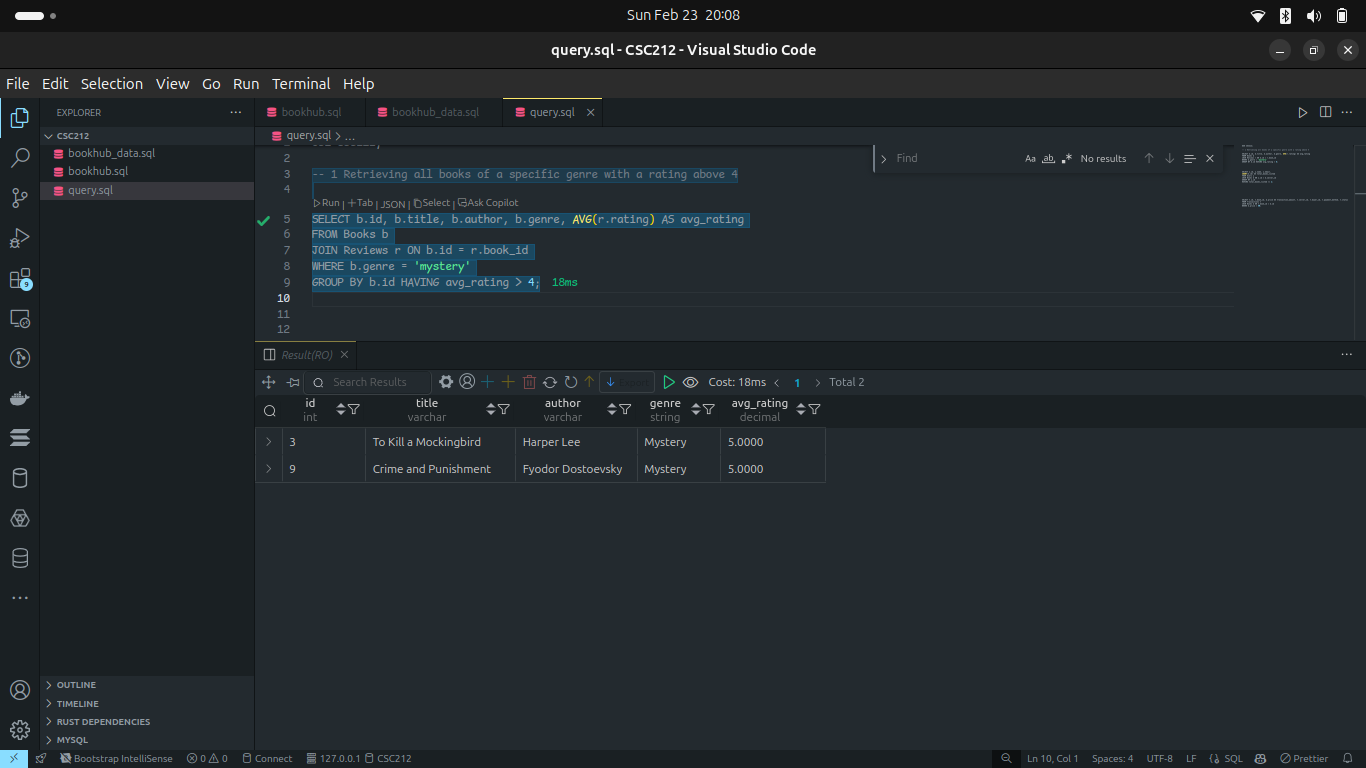 Sun Feb 23 20:08
query.sql - CSC212 - Visual Studio Code
File Edit Selection View Go Run Terminal Help
EXPLORER
bookhub.sql
bookhub_data.sql
query.sql
CSC212
bookhub_data.sql
bookhub.sql
query.sql
query.sql > ...
Find
Aa ab .* No results
2
3 -- 1 Retrieving all books of a specific genre with a rating above 4
4
Run | +Tab | JSON | Select | Ask Copilot
5 SELECT b.id, b.title, b.author, b.genre, AVG(r.rating) AS avg_rating
6 FROM Books b
7 JOIN Reviews r ON b.id = r.book_id
8 WHERE b.genre = 'mystery'
9 GROUP BY b.id HAVING avg_rating > 4; 18ms
10
11
12
Result(RO)
Search Results
Cost: 18ms < 1 > Total 2
id title author genre avg_rating
int varchar varchar string decimal
3 To Kill a Mockingbird Harper Lee Mystery 5.0000
9 Crime and Punishment Fyodor Dostoevsky Mystery 5.0000
9
OUTLINE
TIMELINE
RUST DEPENDENCIES
MYSQL
Bootstrap IntelliSense 0 0 Connect 127.0.0.1 CSC212 Ln 10, Col 1 Spaces: 4 UTF-8 LF {} SQL Prettier